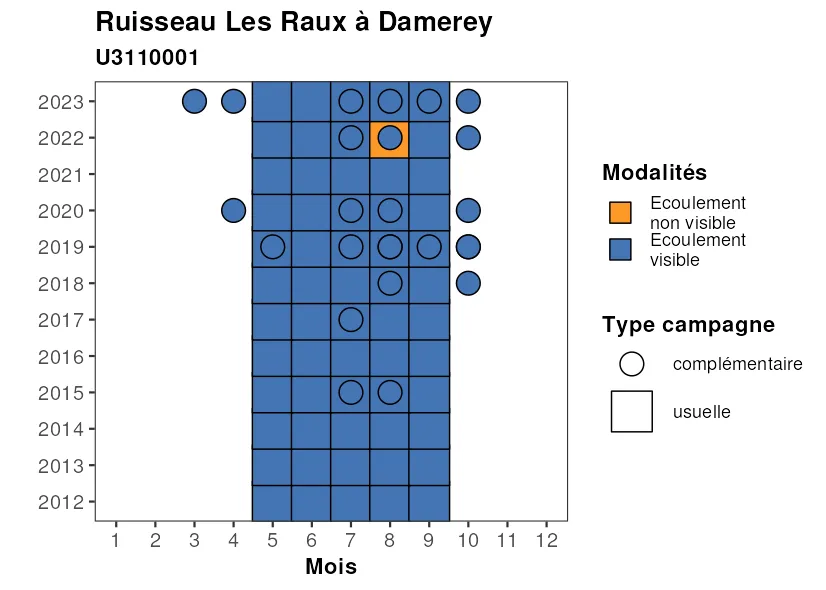 Ruisseau Les Raux à Damerey
U3110001
2023
2022
2021
2020
2019
2018
2017
2016
2015
2014
2013
2012
1 2 3 4 5 6 7 8 9 10 11 12
Mois
Modalités
Ecoulement
non visible
Ecoulement
visible
Type campagne
complémentaire
usuelle